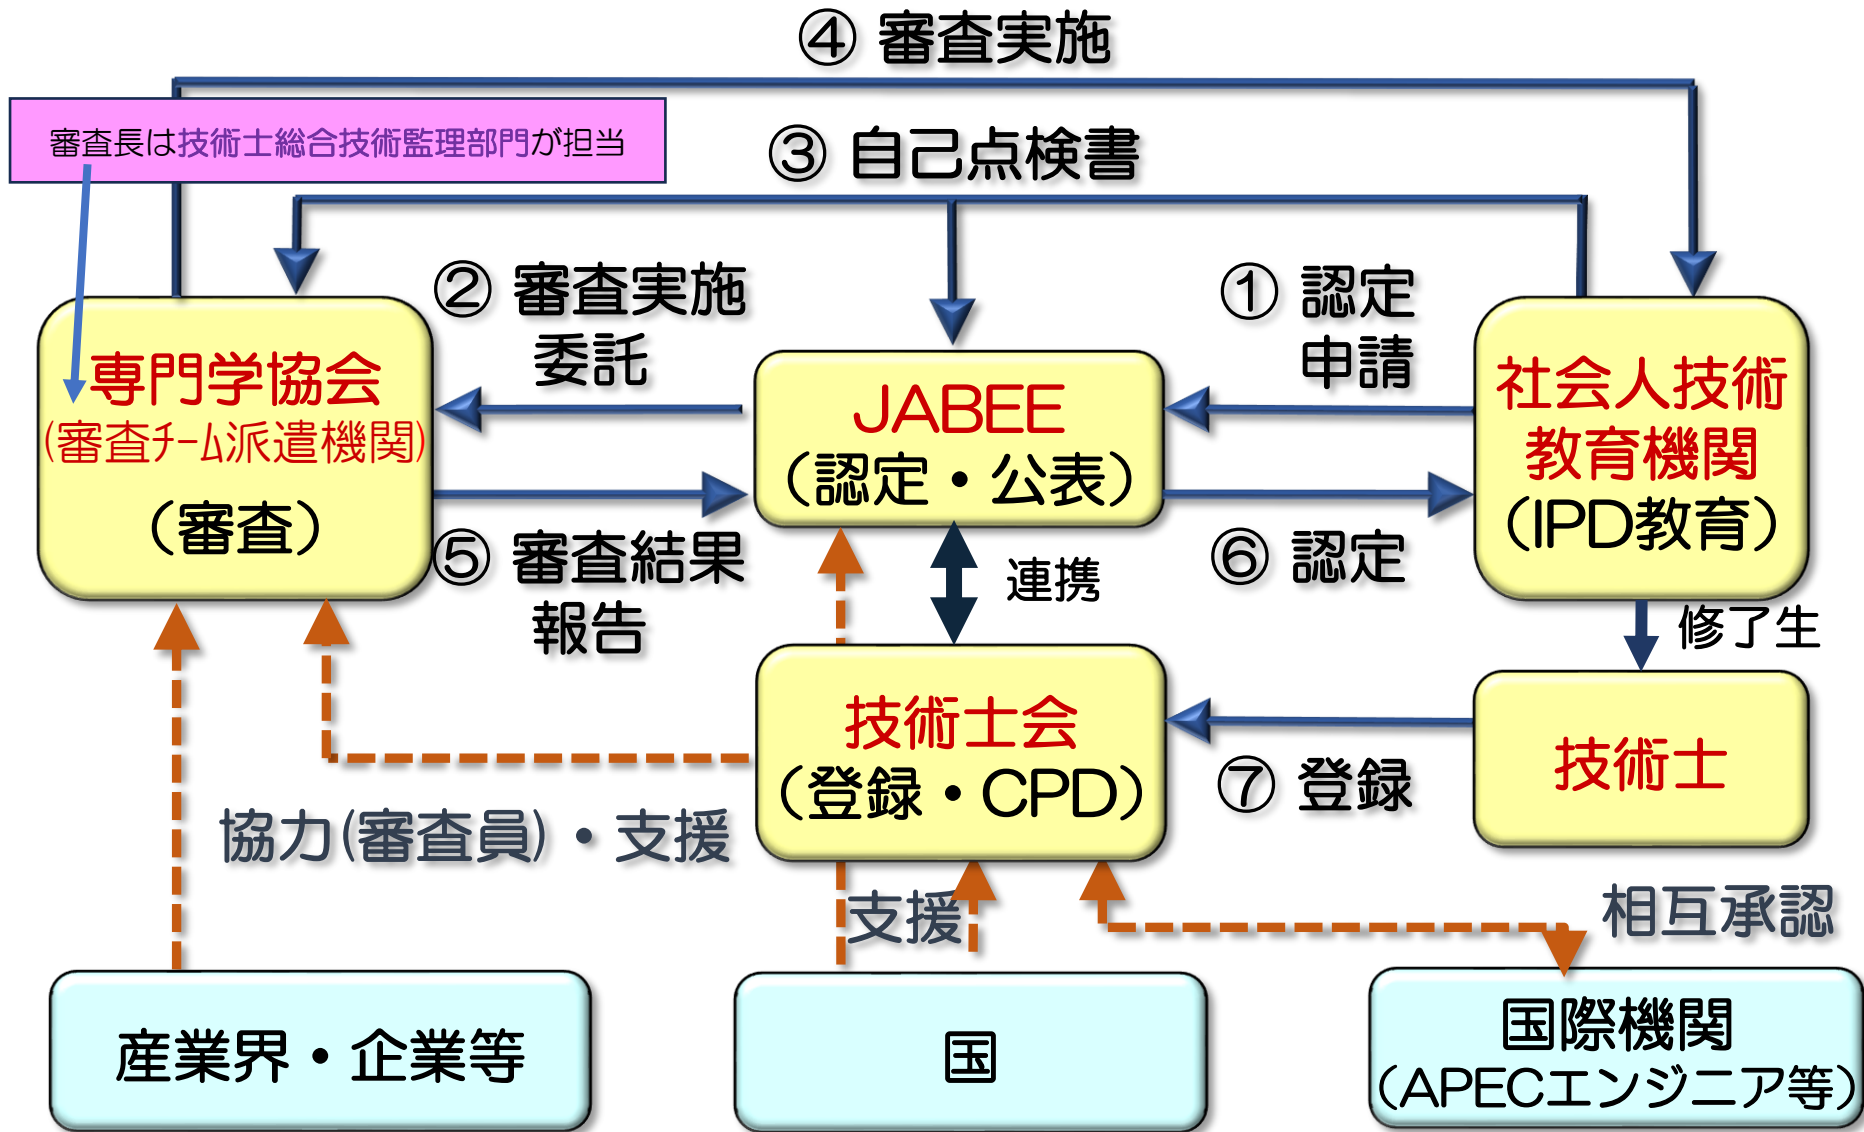 ④ 審査実施
審査長は技術士総合技術監理部門が担当
③ 自己点検書
② 審査実施
委託
① 認定
申請
専門学協会
(審査ﾁｰﾑ派遣機関)
(審査)
JABEE
(認定・公表)
社会人技術
教育機関
(IPD教育)
⑤ 審査結果
報告
連携
⑥ 認定
修了生
技術士会
(登録・CPD)
⑦ 登録
技術士
協力(審査員)・支援
支援
相互承認
産業界・企業等
国
国際機関
(APECエンジニア等)